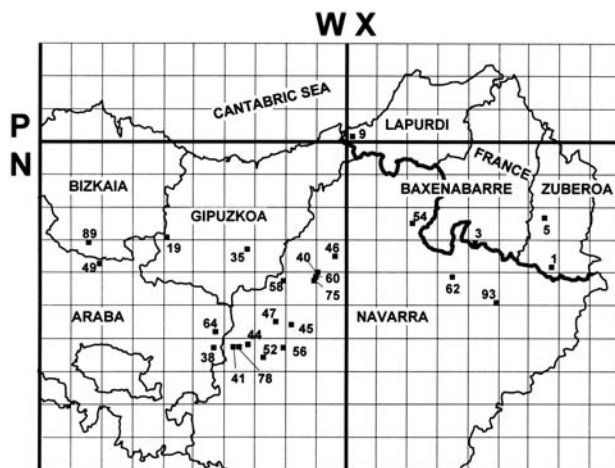 W X
CANTABRIC SEA
9
LAPURDI
P
N
FRANCE
BIZKAIA
BAXENABARRE
ZUBEROA
GIPUZKOA
54
5
89
19
3
35
46
49
40
1
60
58
75
62
ARABA
NAVARRA
93
47
45
64
44
52
56
38
41
78